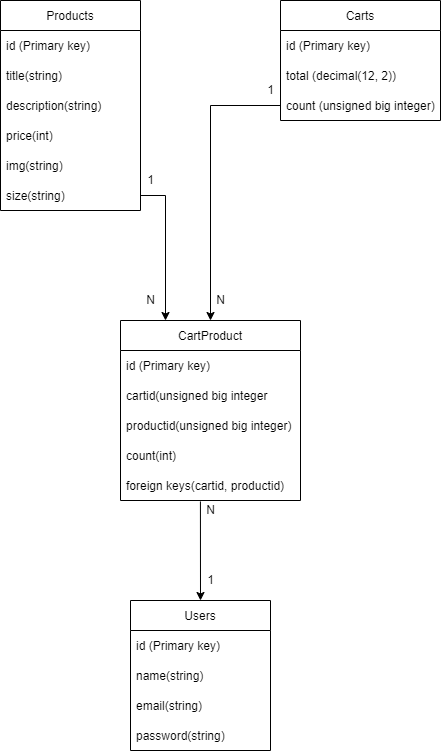 Products
id (Primary key)
title(string)
description(string)
price(int)
img(string)
size(string)
Carts
id (Primary key)
total (decimal(12, 2))
count (unsigned big integer)
1
1
N
N
CartProduct
id (Primary key)
cartid(unsigned big integer
productid(unsigned big integer)
count(int)
foreign keys(cartid, productid)
N
1
Users
id (Primary key)
name(string)
email(string)
password(string)